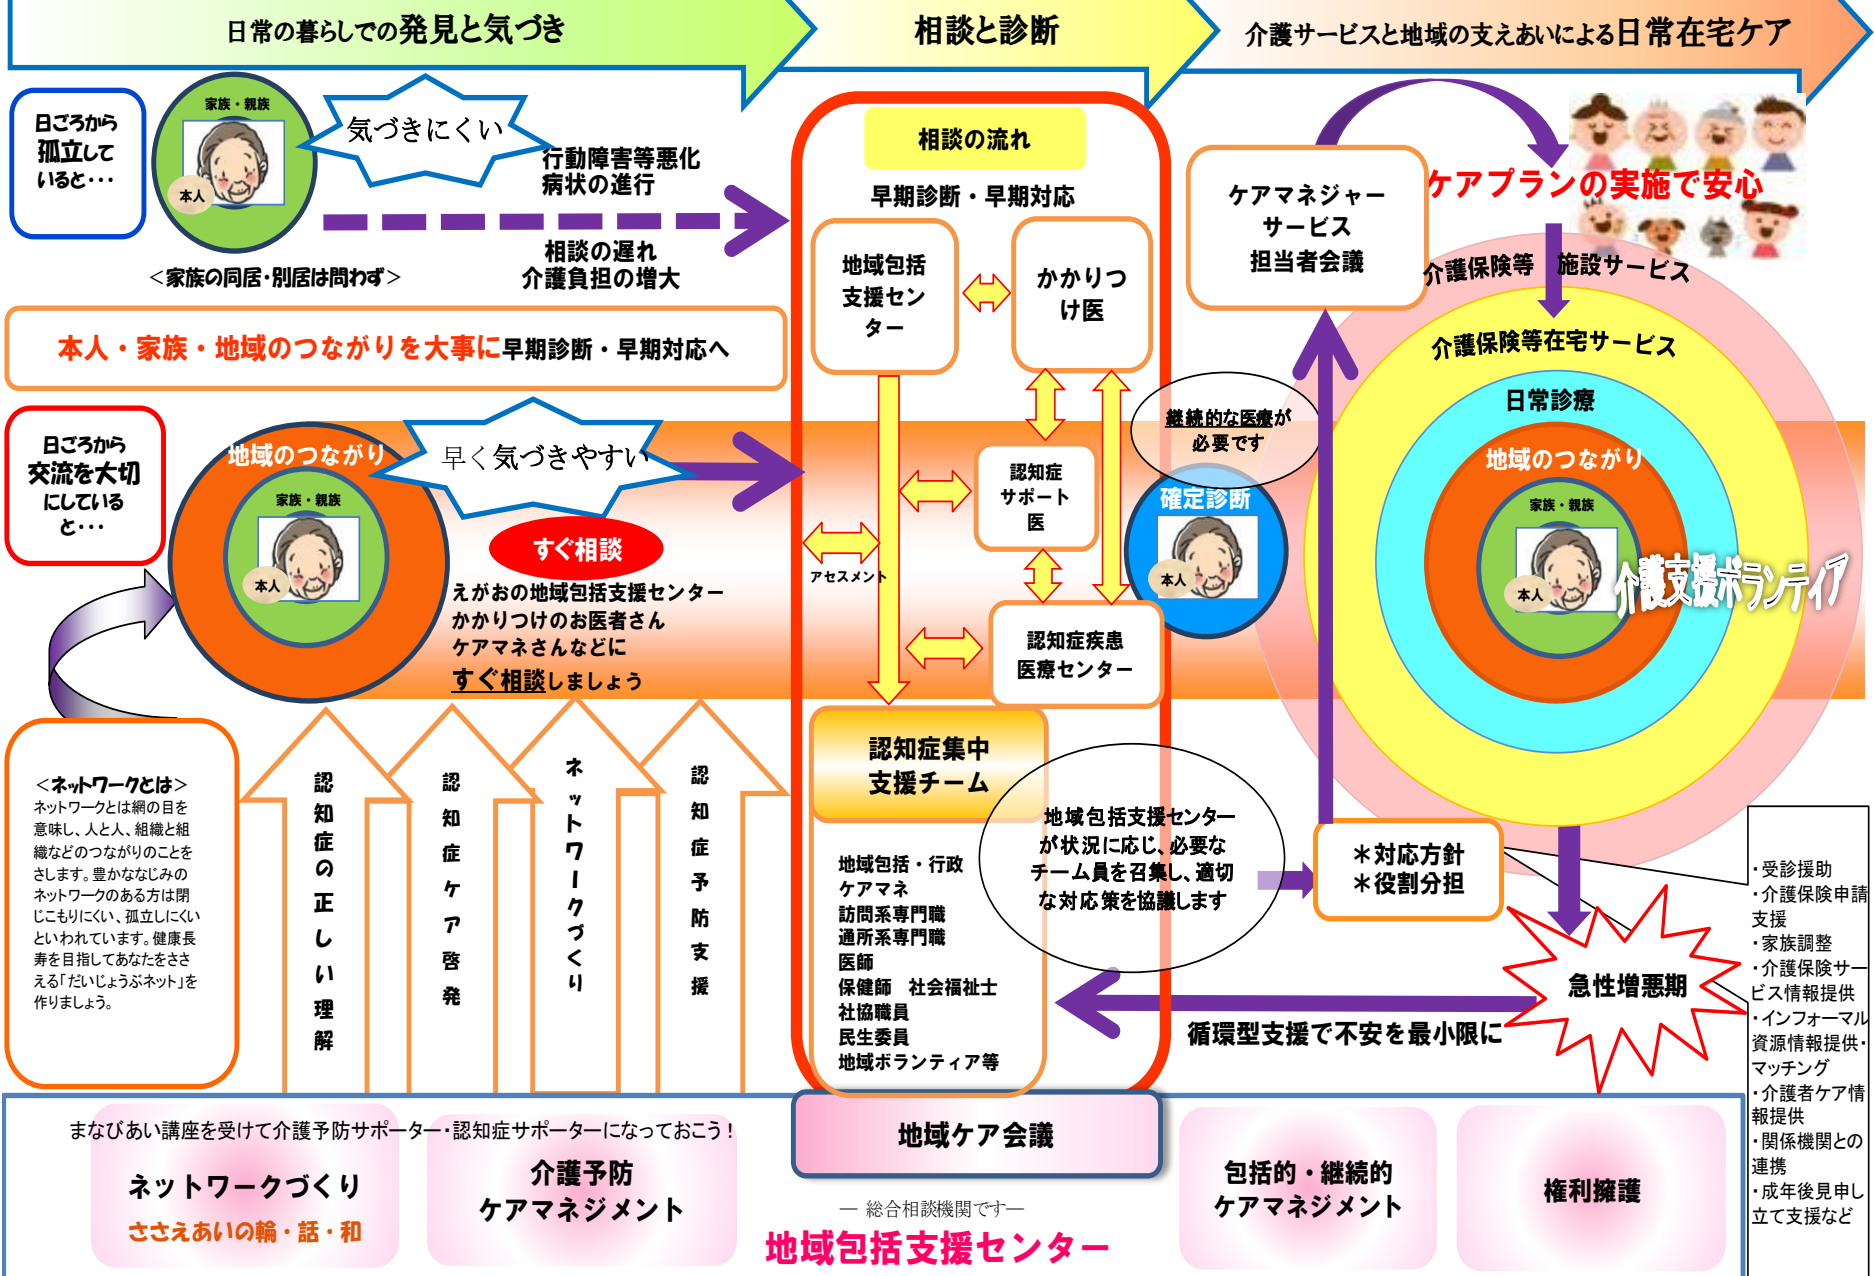 日常の暮らしでの発見と気づき
相談と診断
介護サービスと地域の支えあいによる日常在宅ケア
日ごろから
孤立して
いると･･･
家族・親族
本人
気づきにくい
行動障害等悪化
病状の進行
相談の遅れ
介護負担の増大
＜家族の同居・別居は問わず＞
本人・家族・地域のつながりを大事に早期診断・早期対応へ
日ごろから
交流を大切
にしている
と･･･
地域のつながり
家族・親族
本人
早く気づきやすい
すぐ相談
えがおの地域包括支援センター
かかりつけのお医者さん
ケアマネさんなどに
すぐ相談しましょう
＜ネットワークとは＞
ネットワークとは網の目を
意味し、人と人、組織と組
織などのつながりのことを
さします。豊かななじみの
ネットワークのある方は閉
じこもりにくい、孤立しにくい
といわれています。健康長
寿を目指してあなたをささ
える「だいじょうぶネット」を
作りましょう。
認知症の正しい理解
認知症ケア啓発
ネットワークづくり
認知症予防支援
相談の流れ
早期診断・早期対応
地域包括
支援セン
ター
かかりつ
け医
認知症
サポート
医
アセスメント
認知症疾患
医療センター
認知症集中
支援チーム
地域包括・行政
ケアマネ
訪問系専門職
通所系専門職
医師
保健師　社会福祉士
社協職員
民生委員
地域ボランティア等
地域包括支援センター
が状況に応じ、必要な
チーム員を召集し、適切
な対応策を協議します
継続的な医療が
必要です
確定診断
本人
ケアマネジャー
サービス
担当者会議
ケアプランの実施で安心
介護保険等　施設サービス
介護保険等在宅サービス
日常診療
地域のつながり
家族・親族
本人
介護支援ボランティア
＊対応方針
＊役割分担
急性増悪期
循環型支援で不安を最小限に
・受診援助
・介護保険申請
支援
・家族調整
・介護保険サー
ビス情報提供
・インフォーマル
資源情報提供・
マッチング
・介護者ケア情
報提供
・関係機関との
連携
・成年後見申し
立て支援など
まなびあい講座を受けて介護予防サポーター・認知症サポーターになっておこう！
ネットワークづくり
ささえあいの輪・話・和
介護予防
ケアマネジメント
地域ケア会議
― 総合相談機関です―
地域包括支援センター
包括的・継続的
ケアマネジメント
権利擁護